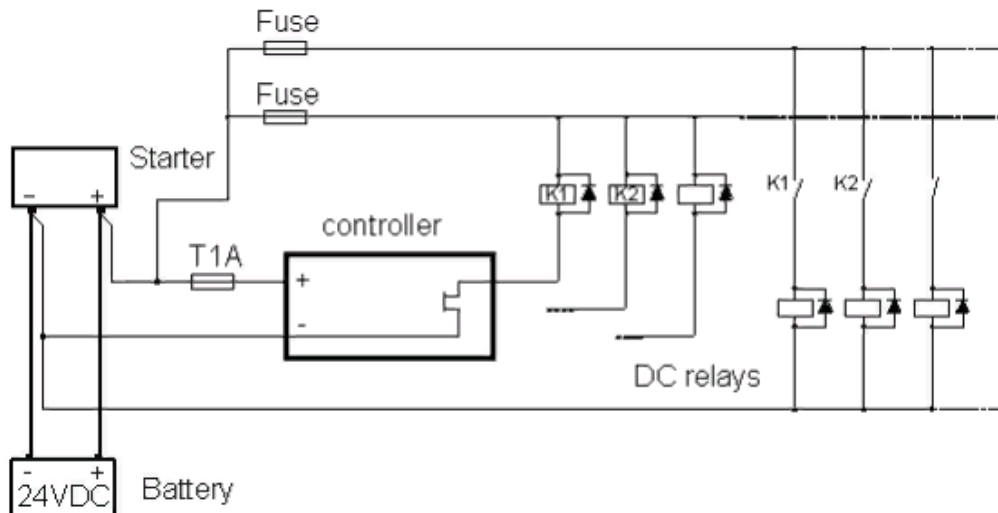 Fuse
Fuse
Starter
- +
K1
K2
K1
K2
controller
T1A
+
-
DC relays
- +
24VDC
Battery